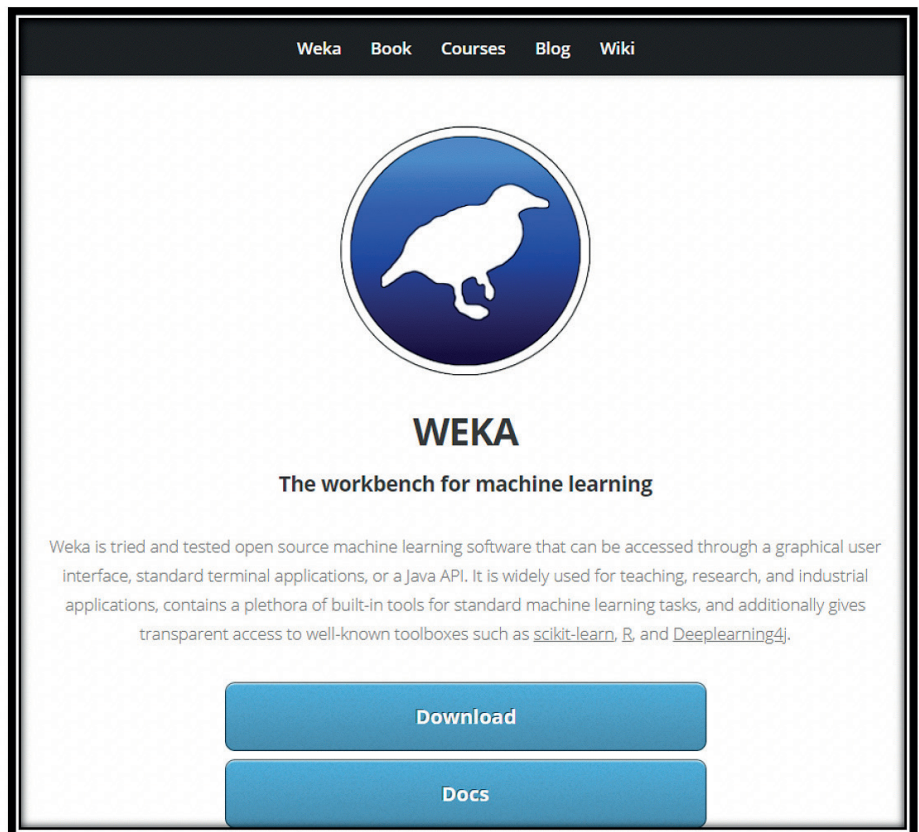 Weka Book Courses Blog Wiki
WEKA
The workbench for machine learning
Weka is tried and tested open source machine learning software that can be accessed through a graphical user
interface, standard terminal applications, or a Java API. It is widely used for teaching, research, and industrial
applications, contains a plethora of built-in tools for standard machine learning tasks, and additionally gives
transparent access to well-known toolboxes such as scikit-learn, R, and Deeplearning4j.
Download
Docs